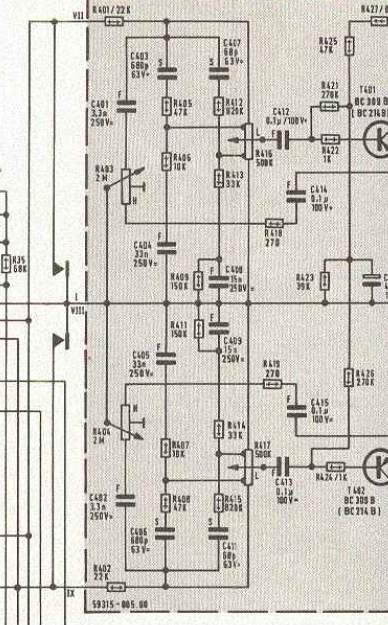 VII
R401/22K
R427/
C403
680p
63V=
C407
68p
63V=
R425
47K
S
S
C401
3,3n
250V=
F
R405
47K
R412
820K
R421
270K
T401
BC 309 B
(BC 214 B
C412
0.1µ/100V=
L
F
R422
1K
R406
10K
R416
500K
R403
2M
R413
33K
H
F
C414
0.1µ
100V=
R418
270
C404
33n
250V=
F
R35
68K
R409
150K
F
C408
15n
250V=
R423
39K
I
VIII
R411
150K
F
C409
15n
250V=
C405
33n
250V=
F
R419
270
R426
270K
F
C415
0.1µ
100V=
H
R404
2M
R414
33K
R407
10K
R417
500K
L
F
C413
0.1µ
100V=
R424/1K
C402
3,3n
250V=
F
R408
47K
R415
820K
T402
BC 309 B
(BC 214 B)
S
S
C406
680p
63V=
68p
63V=
R402
22K
IX
59315-005.00